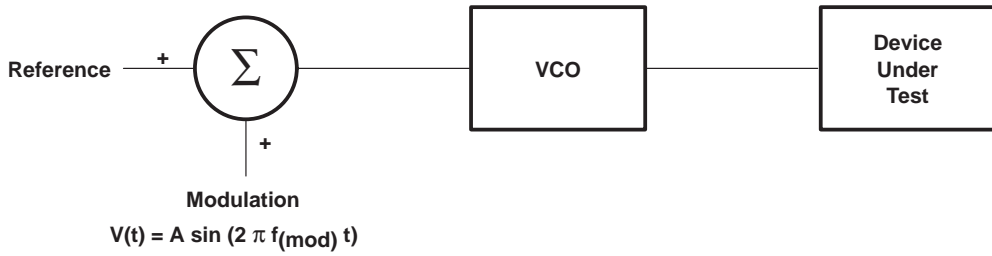 Reference
+
Σ
VCO
Device
Under
Test
+
Modulation
V(t) = A sin (2 π f(mod) t)